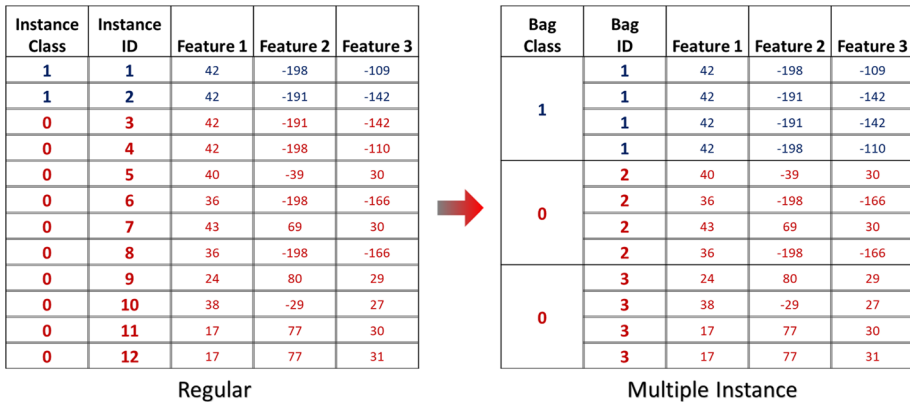 Instance Class Instance ID Feature 1 Feature 2 Feature 3
1 1 42 -198 -109
1 2 42 -191 -142
0 3 42 -191 -142
0 4 42 -198 -110
0 5 40 -39 30
0 6 36 -198 -166
0 7 43 69 30
0 8 36 -198 -166
0 9 24 80 29
0 10 38 -29 27
0 11 17 77 30
0 12 17 77 31
Regular
Bag Class Bag ID Feature 1 Feature 2 Feature 3
1 1 42 -198 -109
1 42 -191 -142
1 42 -191 -142
1 42 -198 -110
0 2 40 -39 30
2 36 -198 -166
2 43 69 30
2 36 -198 -166
0 3 24 80 29
3 38 -29 27
3 17 77 30
3 17 77 31
Multiple Instance